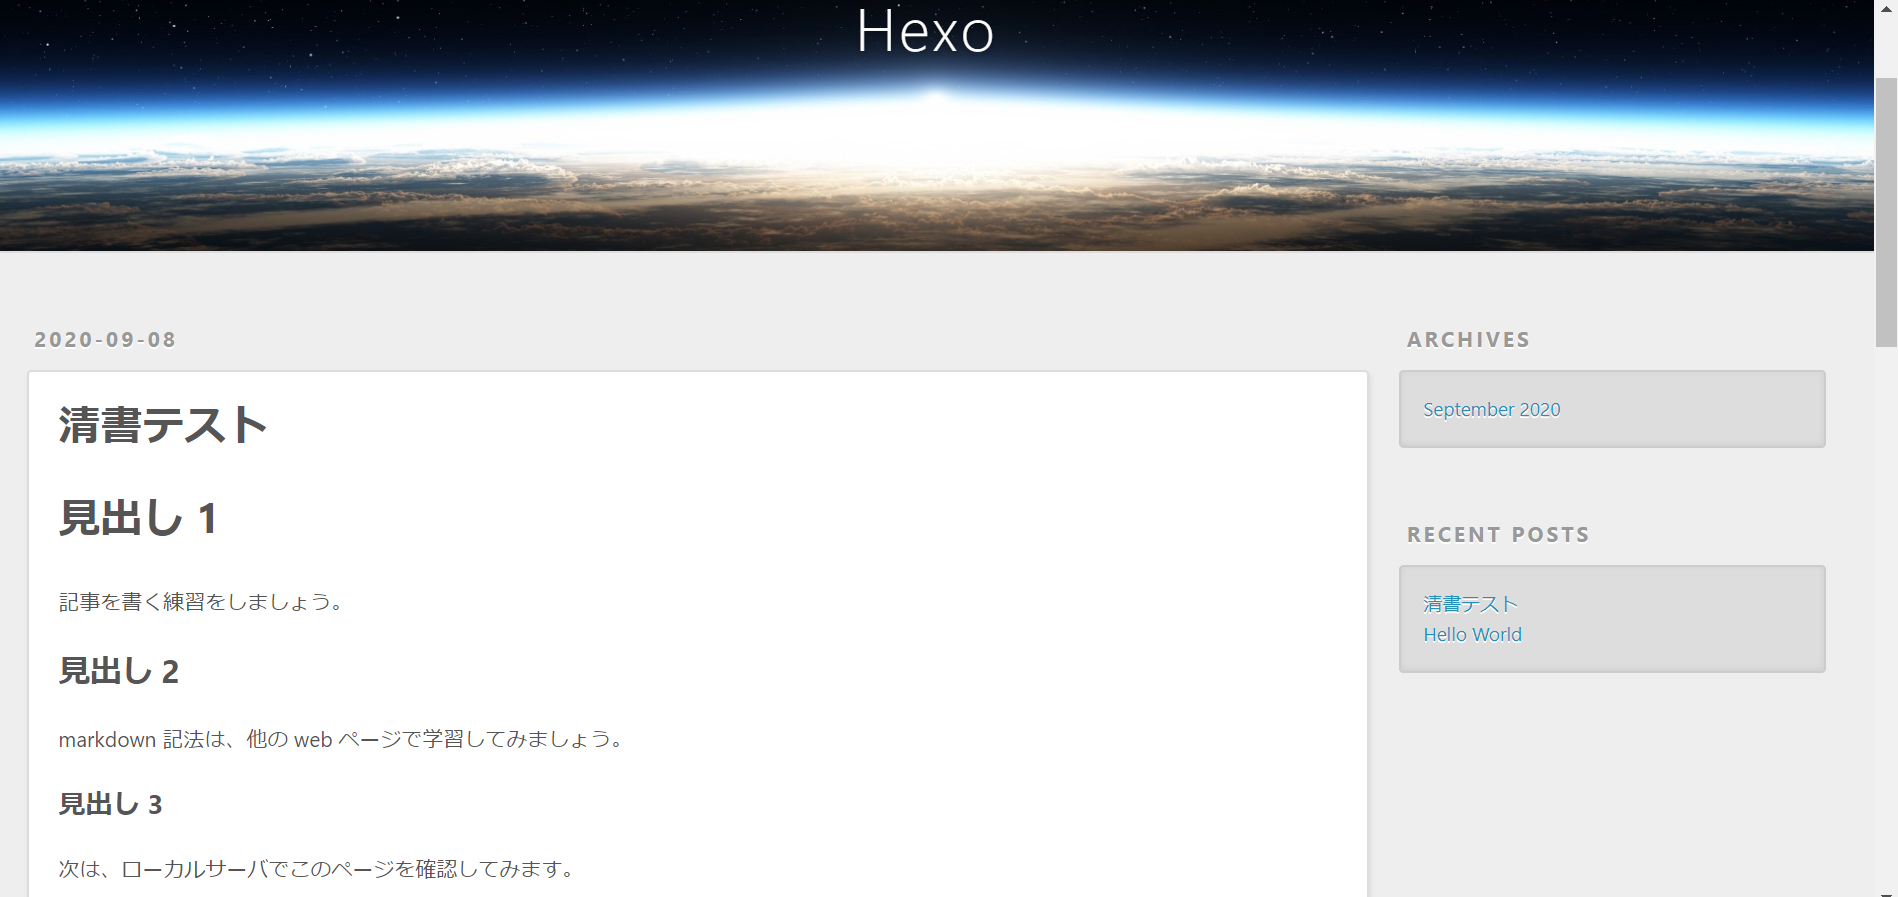 Hexo
2020-09-08
清書テスト
見出し 1
記事を書く練習をしましょう。
見出し 2
markdown 記法は、他の web ページで学習してみましょう。
見出し 3
次は、ローカルサーバでこのページを確認してみます。
ARCHIVES
September 2020
RECENT POSTS
清書テスト
Hello World